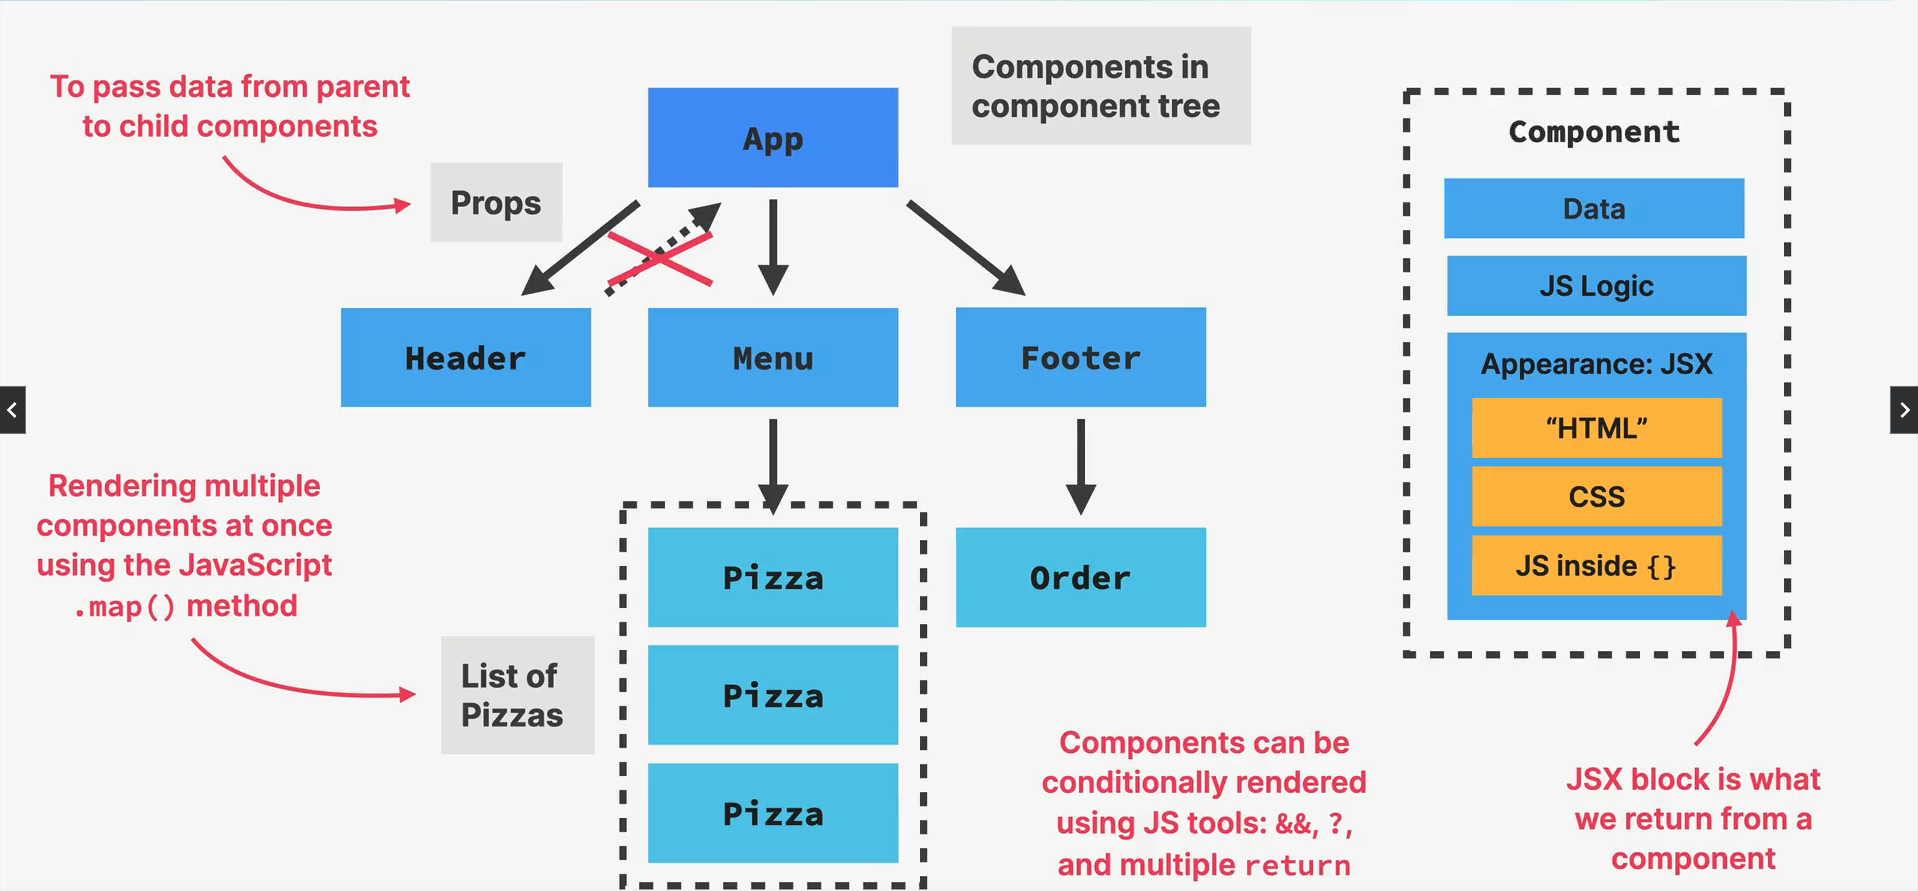 To pass data from parent
to child components
Props
App
Components in
component tree
Header
Menu
Footer
Rendering multiple
components at once
using the JavaScript
.map() method
List of
Pizzas
Pizza
Pizza
Pizza
Order
Components can be
conditionally rendered
using JS tools: &&, ?,
and multiple return
Component
Data
JS Logic
Appearance: JSX
“HTML”
CSS
JS inside {}
JSX block is what
we return from a
component